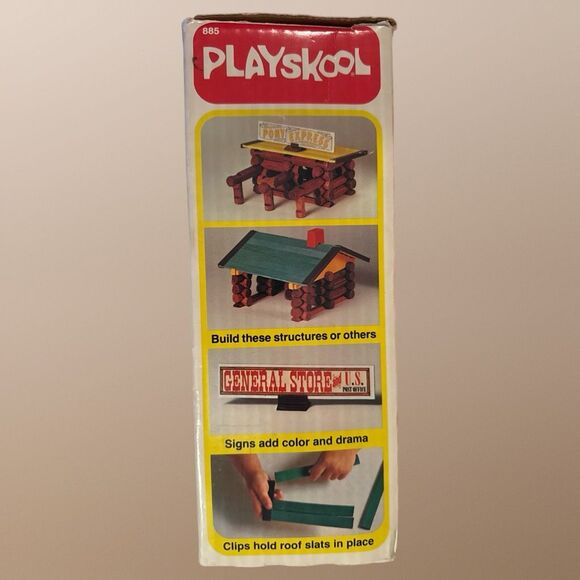 885
PLAYSKOOL
PONY EXPRESS
Build these structures or others
GENERAL STORE and U.S.
POST OFFICE
Signs add color and drama
Clips hold roof slats in place